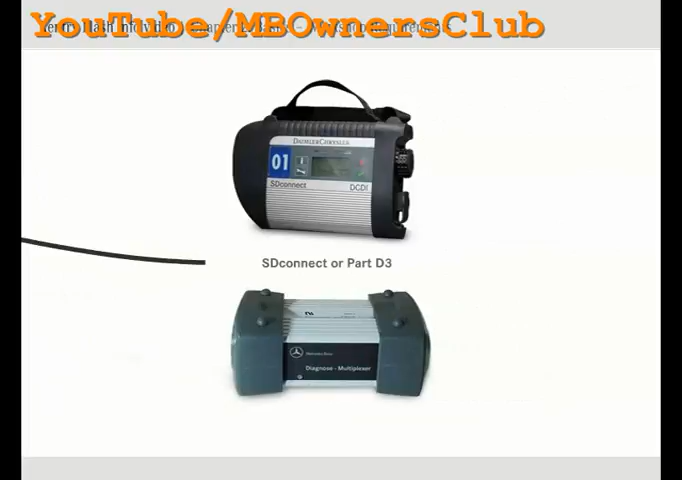 YouTube/MBOwnersClub
DAIMLERCHRYSLER
01
SDconnect
DCDI
SDconnect or Part D3
Mercedes-Benz
Diagnose - Multiplexer